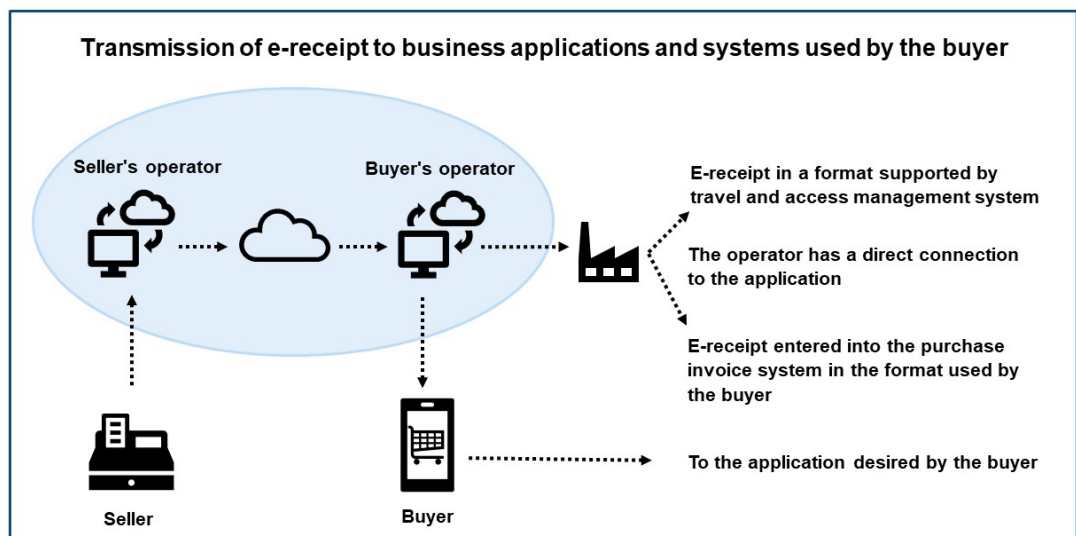 Transmission of e-receipt to business applications and systems used by the buyer
Seller's operator
Buyer's operator
E-receipt in a format supported by
travel and access management system
The operator has a direct connection
to the application
E-receipt entered into the purchase
invoice system in the format used by
the buyer
To the application desired by the buyer
Seller
Buyer